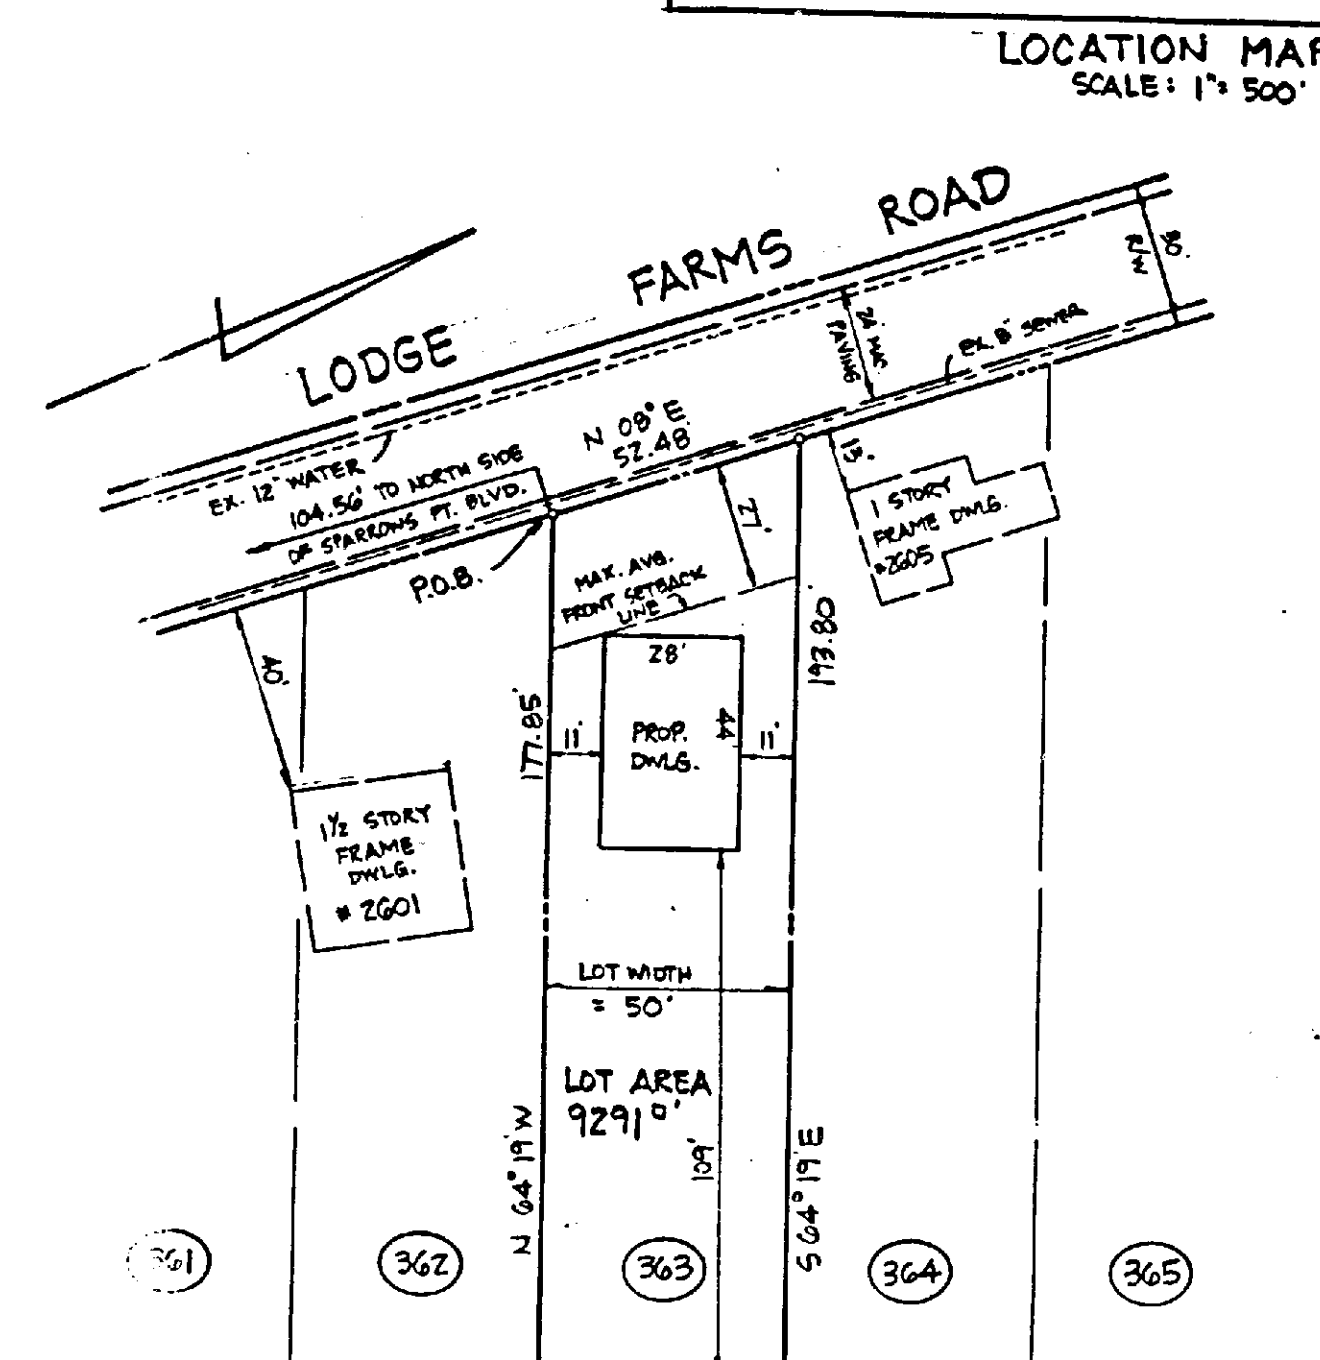 LOCATION MAP
SCALE: 1"= 500'
LODGE FARMS ROAD
30'
R/W
24' MAC.
PAVING
EX. 8" SEWER
N 08° E
52.48'
EX. 12" WATER
104.56' TO NORTH SIDE
OF SPARROWS PT. BLVD.
P.O.B.
15'
1 STORY
FRAME DWLG.
#2605
27'
MAX. AVG.
FRONT SETBACK
LINE
40'
28'
193.80'
177.85'
11'
PROP.
DWLG.
44'
11'
1½ STORY
FRAME
DWLG.
# 2601
LOT WIDTH
= 50'
LOT AREA
9291□'
109'
N 64° 19' W
S 64° 19' E
361
362
363
364
365